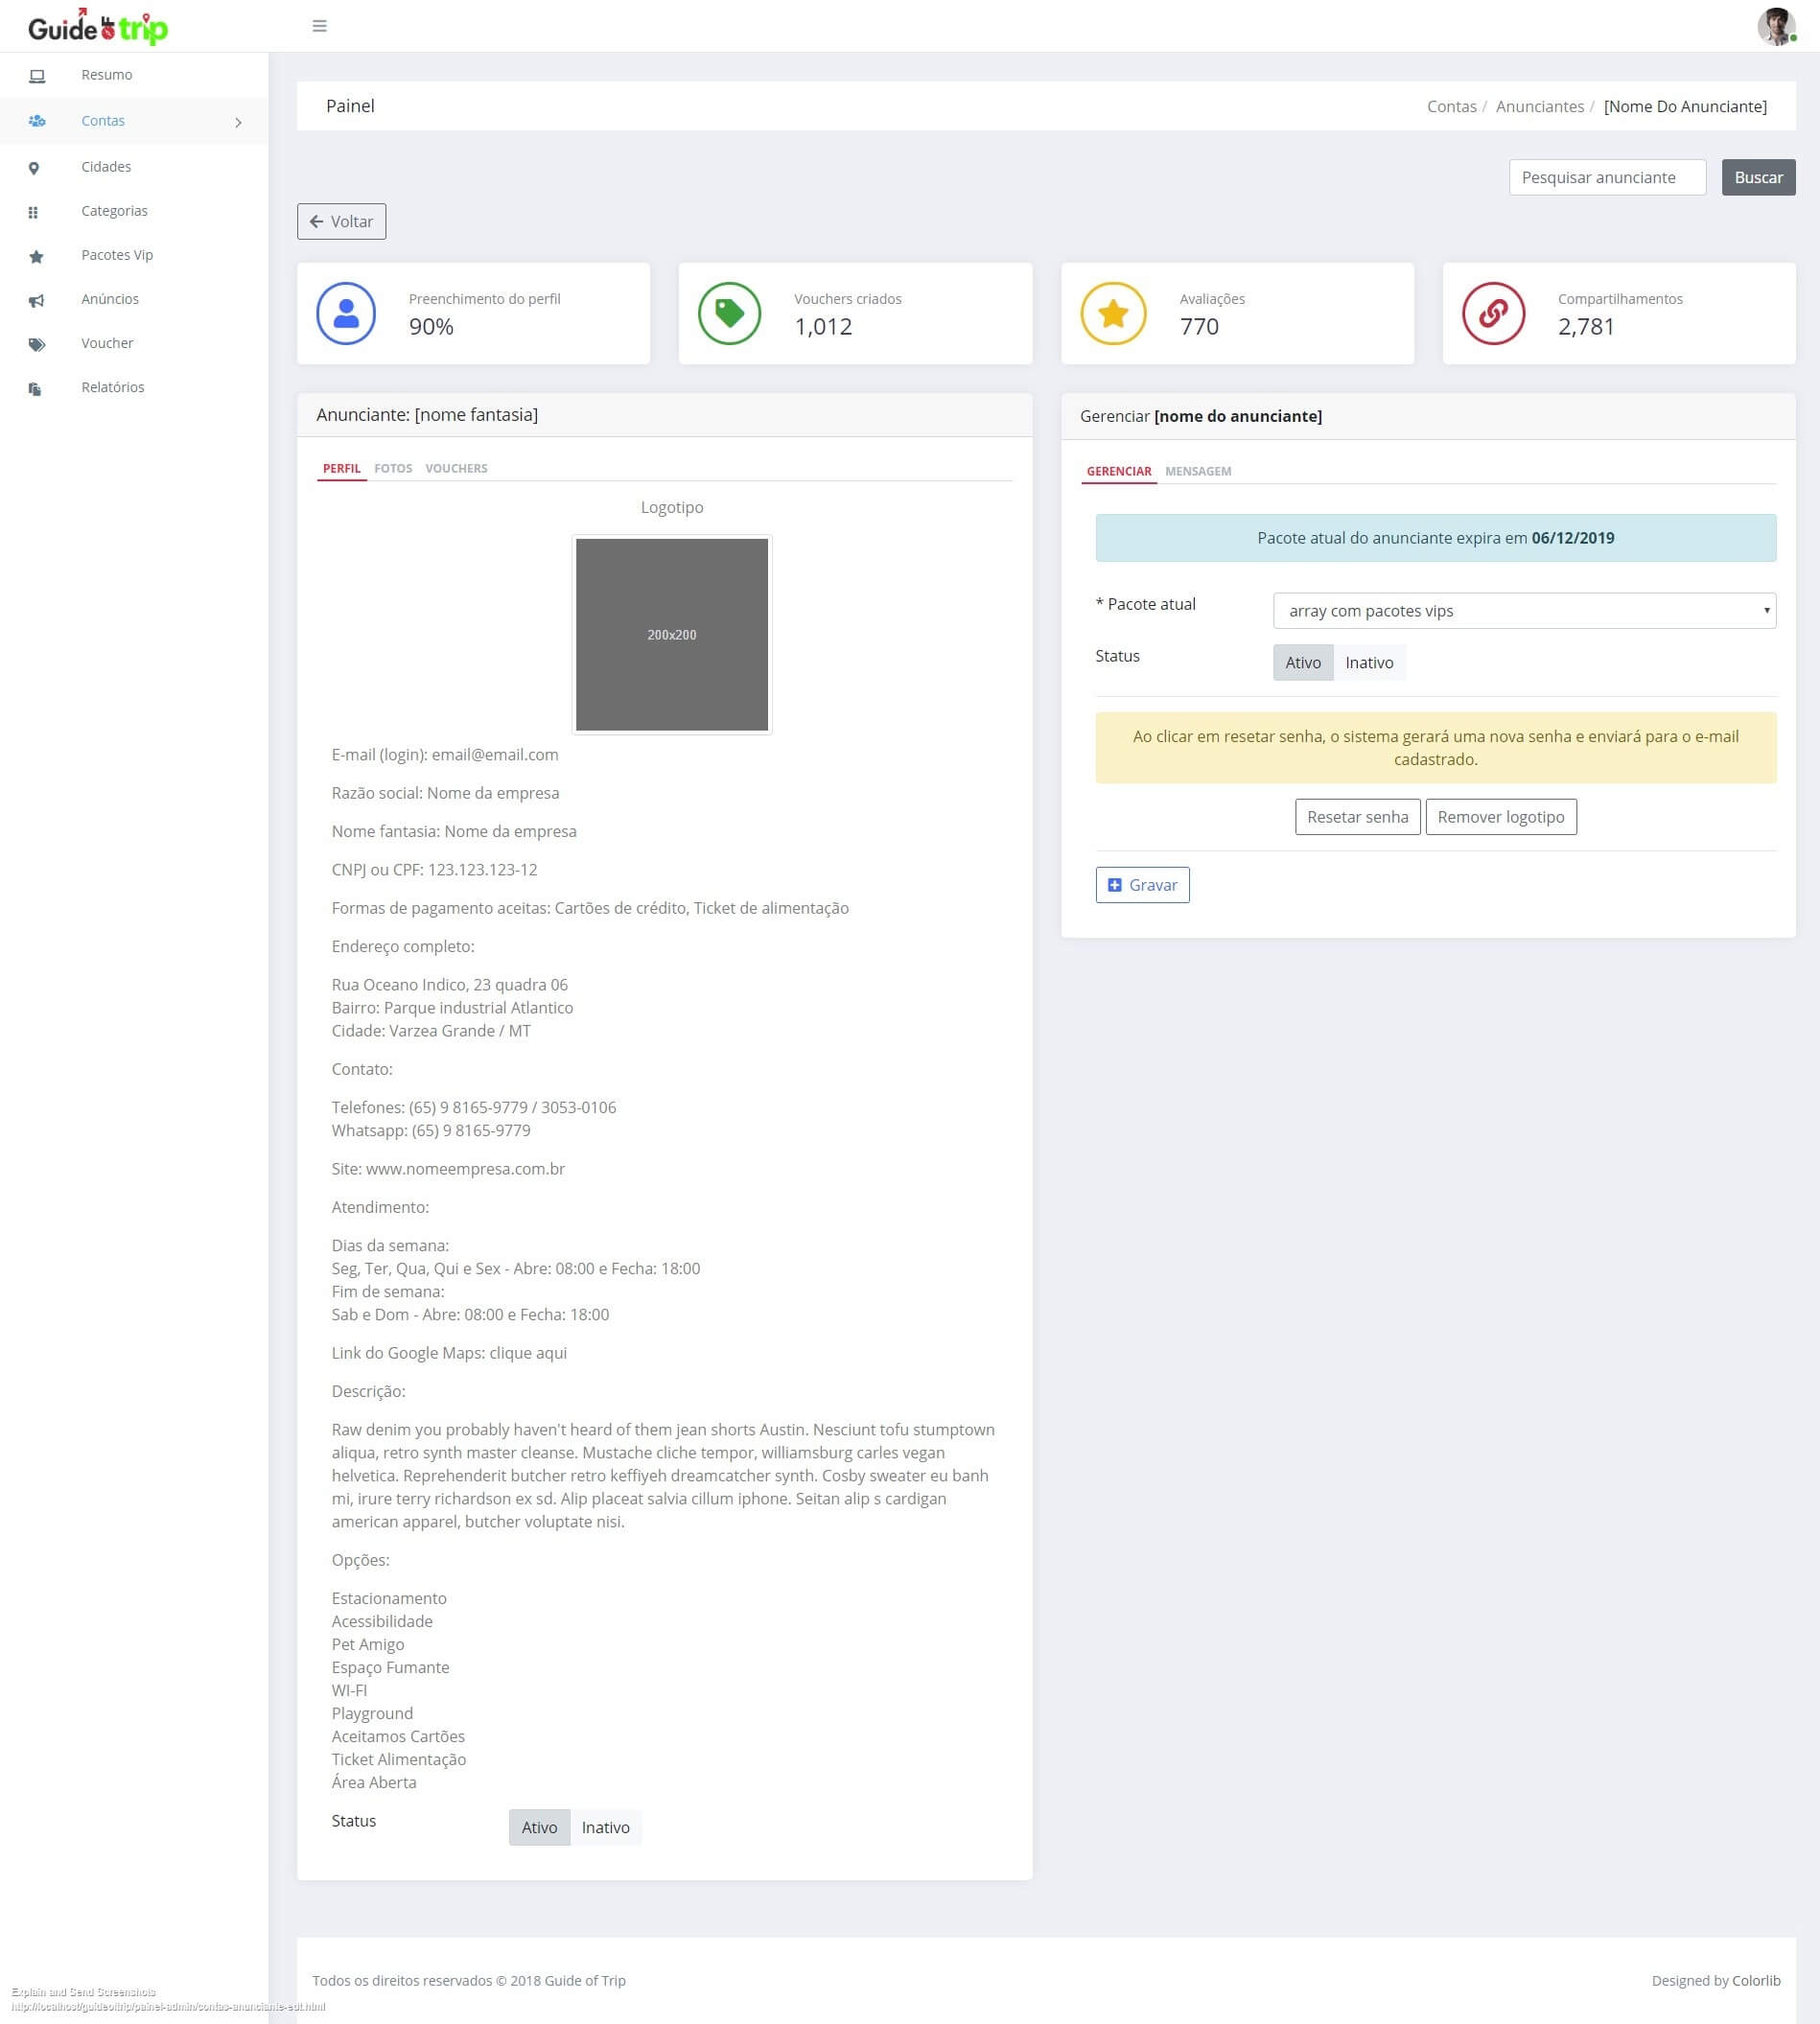 Guide of trip
Resumo
Contas
Cidades
Categorias
Pacotes Vip
Anúncios
Voucher
Relatórios
Painel
Contas / Anunciantes / [Nome Do Anunciante]
Pesquisar anunciante
Buscar
Voltar
Preenchimento do perfil
90%
Vouchers criados
1,012
Avaliações
770
Compartilhamentos
2,781
Anunciante: [nome fantasia]
PERFIL FOTOS VOUCHERS
Logotipo
200x200
E-mail (login): email@email.com
Razão social: Nome da empresa
Nome fantasia: Nome da empresa
CNPJ ou CPF: 123.123.123-12
Formas de pagamento aceitas: Cartões de crédito, Ticket de alimentação
Endereço completo:
Rua Oceano Indico, 23 quadra 06
Bairro: Parque industrial Atlantico
Cidade: Varzea Grande / MT
Contato:
Telefones: (65) 9 8165-9779 / 3053-0106
Whatsapp: (65) 9 8165-9779
Site: www.nomeempresa.com.br
Atendimento:
Dias da semana:
Seg, Ter, Qua, Qui e Sex - Abre: 08:00 e Fecha: 18:00
Fim de semana:
Sab e Dom - Abre: 08:00 e Fecha: 18:00
Link do Google Maps: clique aqui
Descrição:
Raw denim you probably haven't heard of them jean shorts Austin. Nesciunt tofu stumptown
aliqua, retro synth master cleanse. Mustache cliche tempor, williamsburg carles vegan
helvetica. Reprehenderit butcher retro keffiyeh dreamcatcher synth. Cosby sweater eu banh
mi, irure terry richardson ex sd. Alip placeat salvia cillum iphone. Seitan alip s cardigan
american apparel, butcher voluptate nisi.
Opções:
Estacionamento
Acessibilidade
Pet Amigo
Espaço Fumante
WI-FI
Playground
Aceitamos Cartões
Ticket Alimentação
Área Aberta
Status
Ativo Inativo
Gerenciar [nome do anunciante]
GERENCIAR MENSAGEM
Pacote atual do anunciante expira em 06/12/2019
* Pacote atual
array com pacotes vips
Status
Ativo Inativo
Ao clicar em resetar senha, o sistema gerará uma nova senha e enviará para o e-mail
cadastrado.
Resetar senha
Remover logotipo
Gravar
Todos os direitos reservados © 2018 Guide of Trip
Designed by Colorlib
Explain and Send Screenshots
http://localhost/guideoftrip/painel-admin/contas-anunciante-edt.html